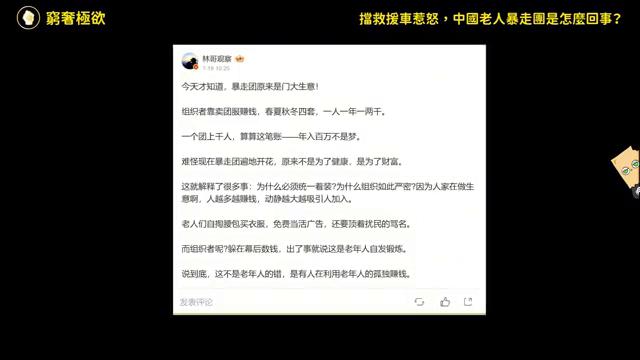 窮奢極欲
擋救援車惹怒，中國老人暴走團是怎麼回事？
林哥观察
1-19 10:25
今天才知道，暴走团原来是门大生意！
组织者靠卖团服赚钱，春夏秋冬四套，一人一年一两千。
一个团上千人，算算这笔账——年入百万不是梦。
难怪现在暴走团遍地开花，原来不是为了健康，是为了财富。
这就解释了很多事：为什么必须统一着装?为什么组织如此严密?因为人家在做生
意啊，人越多越赚钱，动静越大越吸引人加入。
老人们自掏腰包买衣服，免费当活广告，还要顶着扰民的骂名。
而组织者呢?躲在幕后数钱，出了事就说这是老年人自发锻炼。
说到底，这不是老年人的错，是有人在利用老年人的孤独赚钱。
发表评论